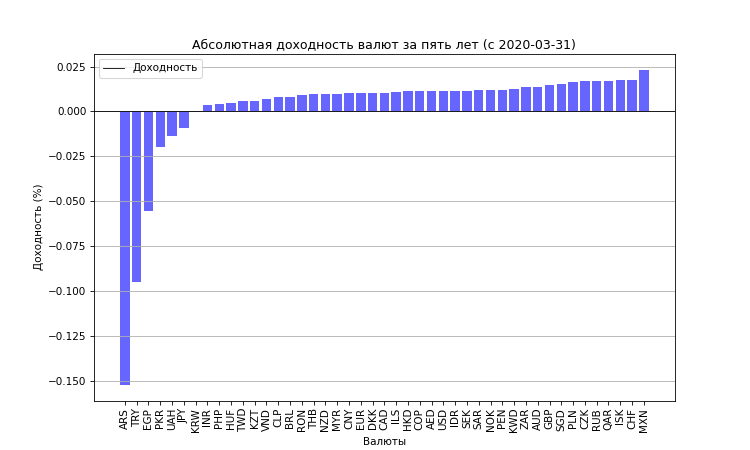 Абсолютная доходность валют за пять лет (с 2020-03-31)
Доходность
0.025
0.000
−0.025
−0.050
−0.075
−0.100
−0.125
−0.150
Доходность (%)
ARS TRY EGP PKR UAH JPY KRW INR PHP HUF TWD KZT VND CLP BRL RON THB NZD MYR CNY EUR DKK CAD ILS HKD COP AED USD IDR SEK SAR NOK PEN KWD ZAR AUD GBP SGD PLN CZK RUB QAR ISK CHF MXN
Валюты